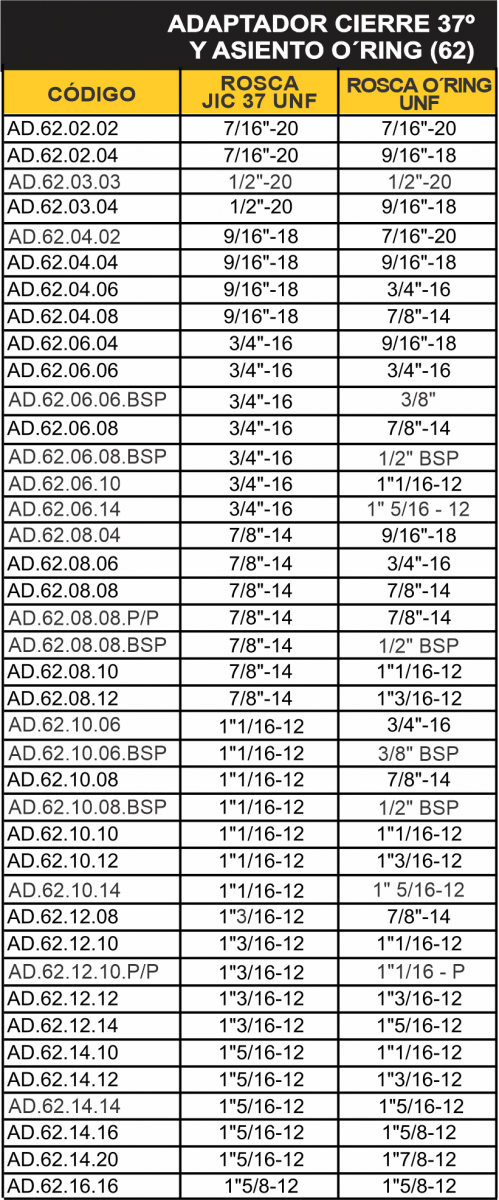 ADAPTADOR CIERRE 37º
Y ASIENTO O´RING (62)
CÓDIGO ROSCA JIC 37 UNF ROSCA O´RING UNF
AD.62.02.02 7/16"-20 7/16"-20
AD.62.02.04 7/16"-20 9/16"-18
AD.62.03.03 1/2"-20 1/2"-20
AD.62.03.04 1/2"-20 9/16"-18
AD.62.04.02 9/16"-18 7/16"-20
AD.62.04.04 9/16"-18 9/16"-18
AD.62.04.06 9/16"-18 3/4"-16
AD.62.04.08 9/16"-18 7/8"-14
AD.62.06.04 3/4"-16 9/16"-18
AD.62.06.06 3/4"-16 3/4"-16
AD.62.06.06.BSP 3/4"-16 3/8"
AD.62.06.08 3/4"-16 7/8"-14
AD.62.06.08.BSP 3/4"-16 1/2" BSP
AD.62.06.10 3/4"-16 1"1/16-12
AD.62.06.14 3/4"-16 1" 5/16 - 12
AD.62.08.04 7/8"-14 9/16"-18
AD.62.08.06 7/8"-14 3/4"-16
AD.62.08.08 7/8"-14 7/8"-14
AD.62.08.08.P/P 7/8"-14 7/8"-14
AD.62.08.08.BSP 7/8"-14 1/2" BSP
AD.62.08.10 7/8"-14 1"1/16-12
AD.62.08.12 7/8"-14 1"3/16-12
AD.62.10.06 1"1/16-12 3/4"-16
AD.62.10.06.BSP 1"1/16-12 3/8" BSP
AD.62.10.08 1"1/16-12 7/8"-14
AD.62.10.08.BSP 1"1/16-12 1/2" BSP
AD.62.10.10 1"1/16-12 1"1/16-12
AD.62.10.12 1"1/16-12 1"3/16-12
AD.62.10.14 1"1/16-12 1" 5/16-12
AD.62.12.08 1"3/16-12 7/8"-14
AD.62.12.10 1"3/16-12 1"1/16-12
AD.62.12.10.P/P 1"3/16-12 1"1/16 - P
AD.62.12.12 1"3/16-12 1"3/16-12
AD.62.12.14 1"3/16-12 1"5/16-12
AD.62.14.10 1"5/16-12 1"1/16-12
AD.62.14.12 1"5/16-12 1"3/16-12
AD.62.14.14 1"5/16-12 1"5/16-12
AD.62.14.16 1"5/16-12 1"5/8-12
AD.62.14.20 1"5/16-12 1"7/8-12
AD.62.16.16 1"5/8-12 1"5/8-12